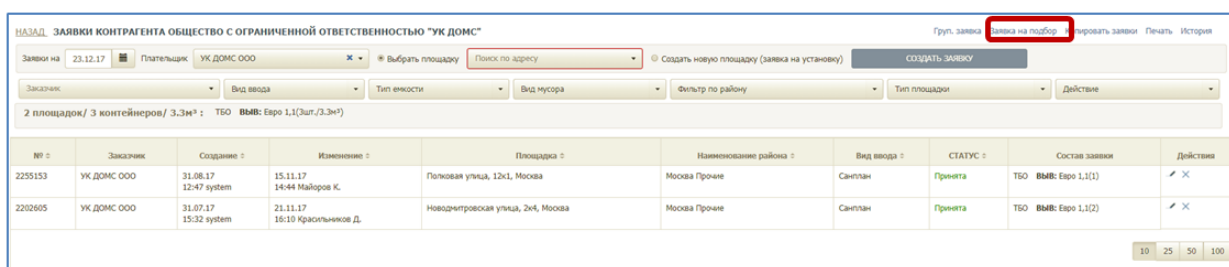 НАЗАД ЗАЯВКИ КОНТРАГЕНТА ОБЩЕСТВО С ОГРАНИЧЕННОЙ ОТВЕТСТВЕННОСТЬЮ "УК ДОМС" Груп. заявка Заявка на подбор Копировать заявки Печать История
Заявки на 23.12.17 Плательщик УК ДОМС ООО Выбрать площадку Поиск по адресу Создать новую площадку (заявка на установку) СОЗДАТЬ ЗАЯВКУ
Заказчик Вид ввода Тип емкости Вид мусора Фильтр по району Тип площадки Действие
2 площадок/ 3 контейнеров/ 3.3м³ : ТБО ВЫВ: Евро 1,1(3шт./3.3м³)
№ Заказчик Создание Изменение Площадка Наименование района Вид ввода СТАТУС Состав заявки Действия
2255153 УК ДОМС ООО 31.08.17 15.11.17 Полковая улица, 12к1, Москва Москва Прочие Санплан Принята ТБО ВЫВ: Евро 1,1(1)
12:47 system 14:44 Майоров К.
2202605 УК ДОМС ООО 31.07.17 21.11.17 Новодмитровская улица, 2к4, Москва Москва Прочие Санплан Принята ТБО ВЫВ: Евро 1,1(2)
15:32 system 16:10 Красильников Д.
10 25 50 100